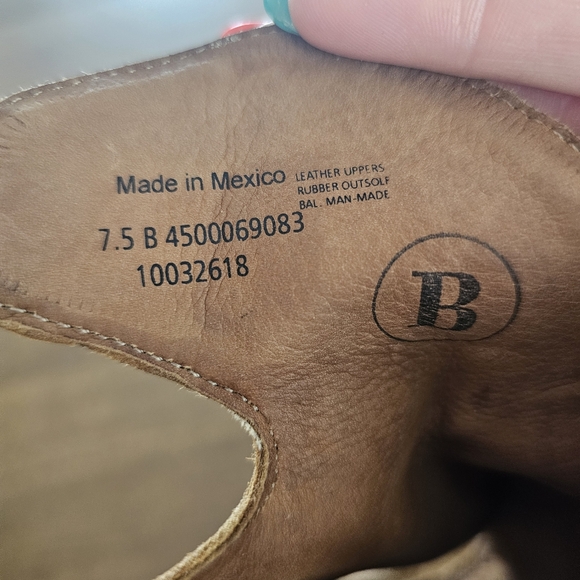 Made in Mexico
LEATHER UPPERS
RUBBER OUTSOLE
BAL. MAN-MADE
7.5 B 4500069083
10032618
B